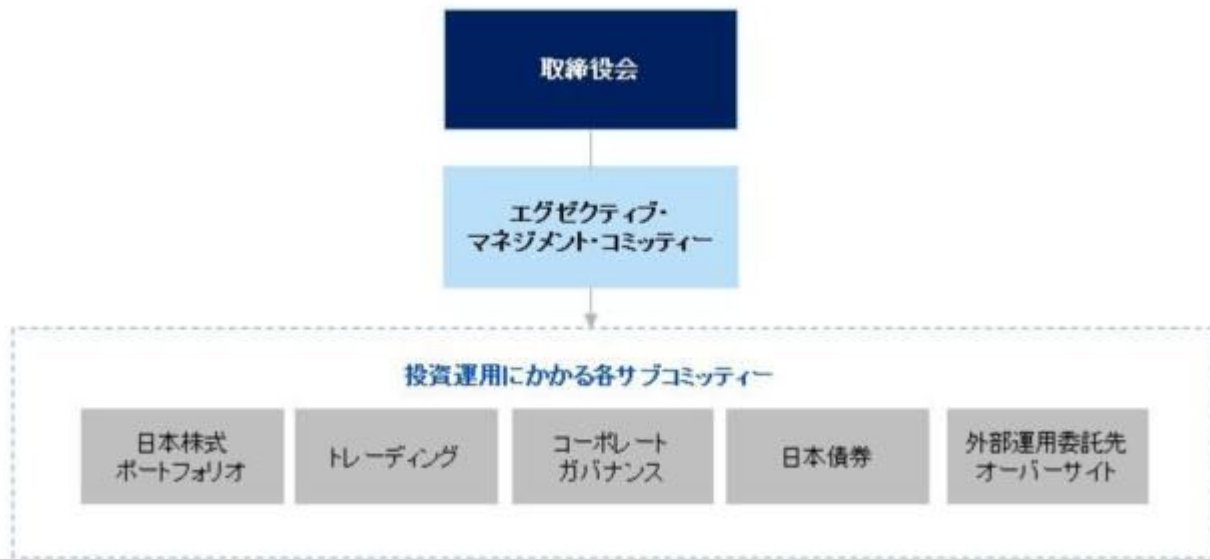 取締役会
エグゼクティブ・
マネジメント・コミッティー
投資運用にかかる各サブコミッティー
日本株式
ポートフォリオ
トレーディング
コーポレート
ガバナンス
日本債券
外部運用委託先
オーバーサイト